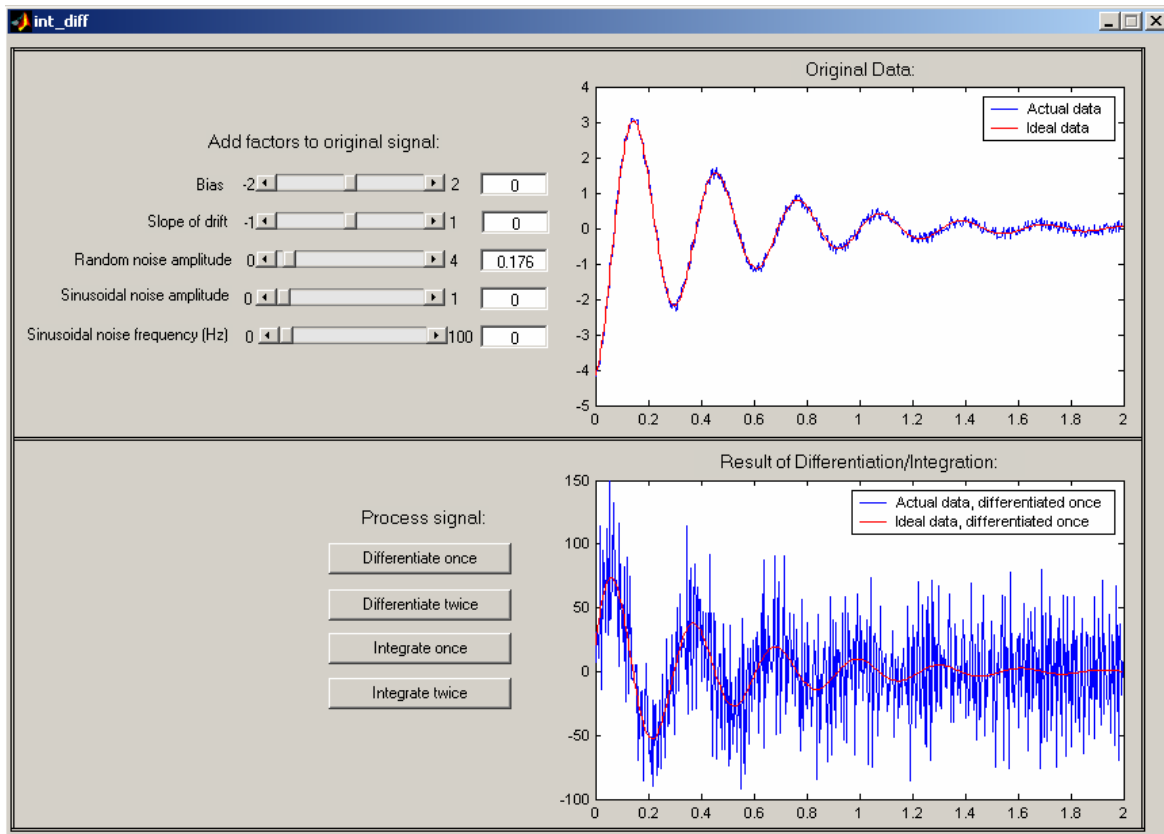 int_diff
Add factors to original signal:
Bias -2 2 0
Slope of drift -1 1 0
Random noise amplitude 0 4 0.176
Sinusoidal noise amplitude 0 1 0
Sinusoidal noise frequency (Hz) 0 100 0
Original Data:
Actual data
Ideal data
4
3
2
1
0
-1
-2
-3
-4
-5
0 0.2 0.4 0.6 0.8 1 1.2 1.4 1.6 1.8 2
Process signal:
Differentiate once
Differentiate twice
Integrate once
Integrate twice
Result of Differentiation/Integration:
Actual data, differentiated once
Ideal data, differentiated once
150
100
50
0
-50
-100
0 0.2 0.4 0.6 0.8 1 1.2 1.4 1.6 1.8 2